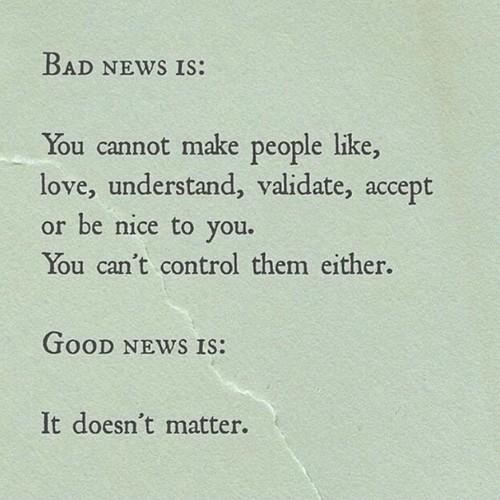 Bad news is:
You cannot make people like,
love, understand, validate, accept
or be nice to you.
You can't control them either.
Good news is:
It doesn't matter.